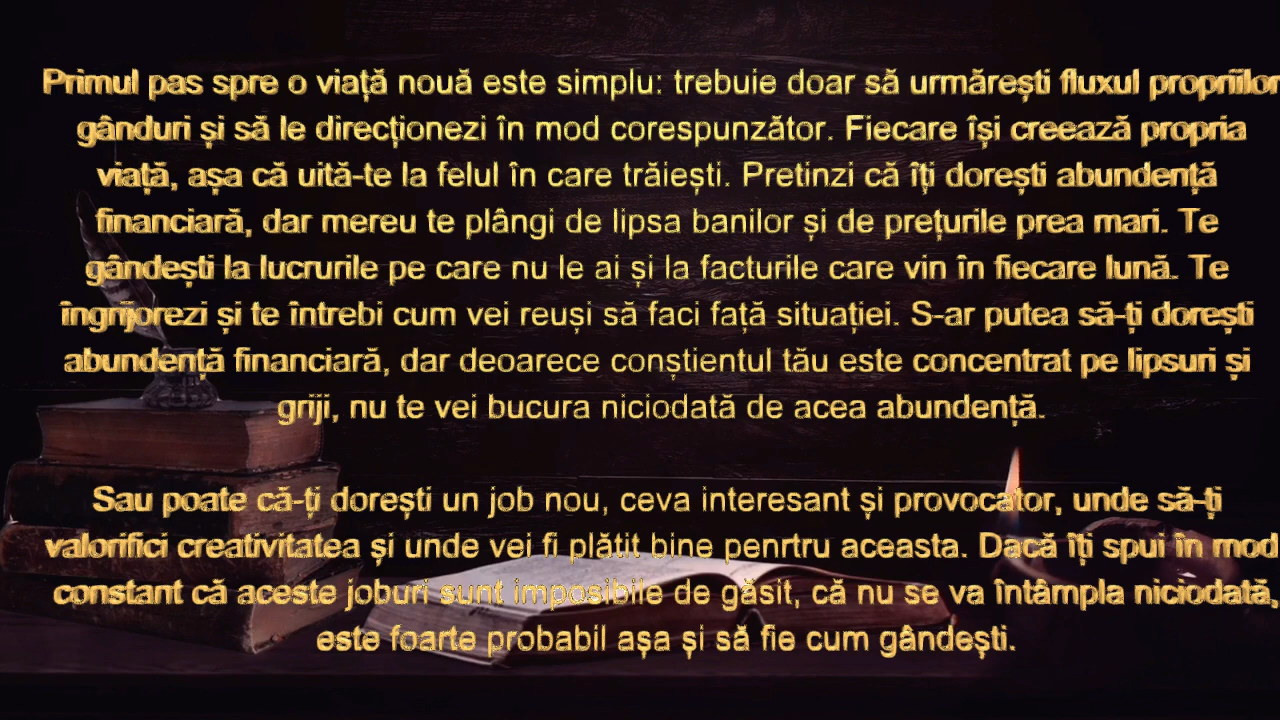 Primul pas spre o viață nouă este simplu: trebuie doar să urmărești fluxul propriilor
gânduri și să le direcționezi în mod corespunzător. Fiecare își creează propria
viață, așa că uită-te la felul în care trăiești. Pretinzi că îți dorești abundență
financiară, dar mereu te plângi de lipsa banilor și de prețurile prea mari. Te
gândești la lucrurile pe care nu le ai și la facturile care vin în fiecare lună. Te
îngrijorezi și te întrebi cum vei reuși să faci față situației. S-ar putea să-ți dorești
abundență financiară, dar deoarece conștientul tău este concentrat pe lipsuri și
griji, nu te vei bucura niciodată de acea abundență.
Sau poate că-ți dorești un job nou, ceva interesant și provocator, unde să-ți
valorifici creativitatea și unde vei fi plătit bine penrtru aceasta. Dacă îți spui în mod
constant că aceste joburi sunt imposibile de găsit, că nu se va întâmpla niciodată,
este foarte probabil așa și să fie cum gândești.